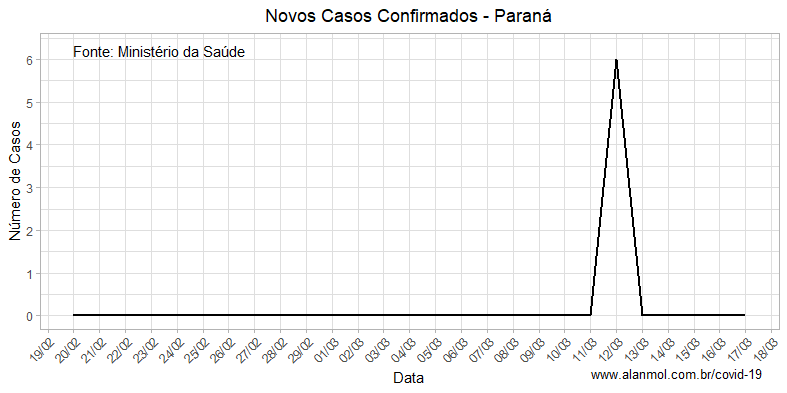 Novos Casos Confirmados - Paraná
Fonte: Ministério da Saúde
Número de Casos
6
5
4
3
2
1
0
19/02 20/02 21/02 22/02 23/02 24/02 25/02 26/02 27/02 28/02 29/02 01/03 02/03 03/03 04/03 05/03 06/03 07/03 08/03 09/03 10/03 11/03 12/03 13/03 14/03 15/03 16/03 17/03 18/03
Data
www.alanmol.com.br/covid-19